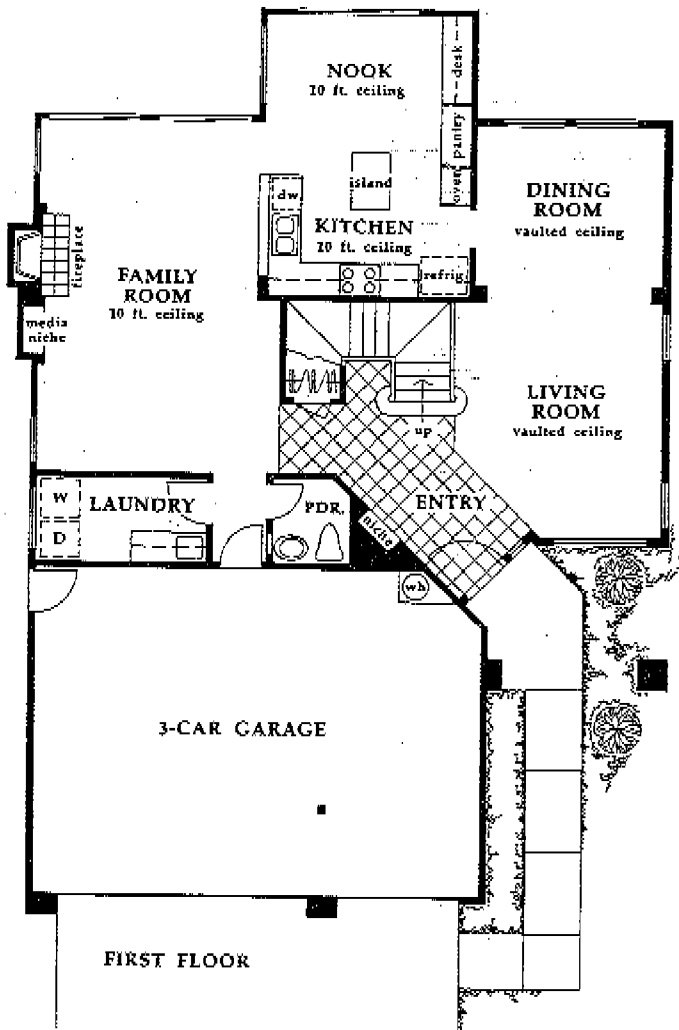 NOOK
10 ft. ceiling
desk
pantry
oven
island
dw
KITCHEN
10 ft. ceiling
refrig.
DINING
ROOM
vaulted ceiling
fireplace
FAMILY
ROOM
10 ft. ceiling
media
niche
LIVING
ROOM
vaulted ceiling
up
W
D
LAUNDRY
PDR.
ENTRY
niche
wh
3-CAR GARAGE
FIRST FLOOR